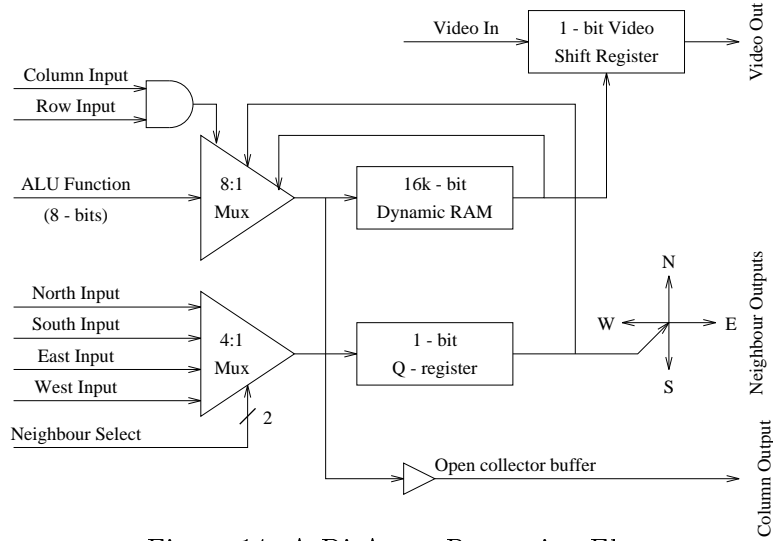 Video In
1 - bit Video
Shift Register
Video Out
Column Input
Row Input
ALU Function
(8 - bits)
8:1
Mux
16k - bit
Dynamic RAM
North Input
South Input
East Input
West Input
Neighbour Select
4:1
Mux
2
1 - bit
Q - register
N
W
E
S
Neighbour Outputs
Open collector buffer
Column Output